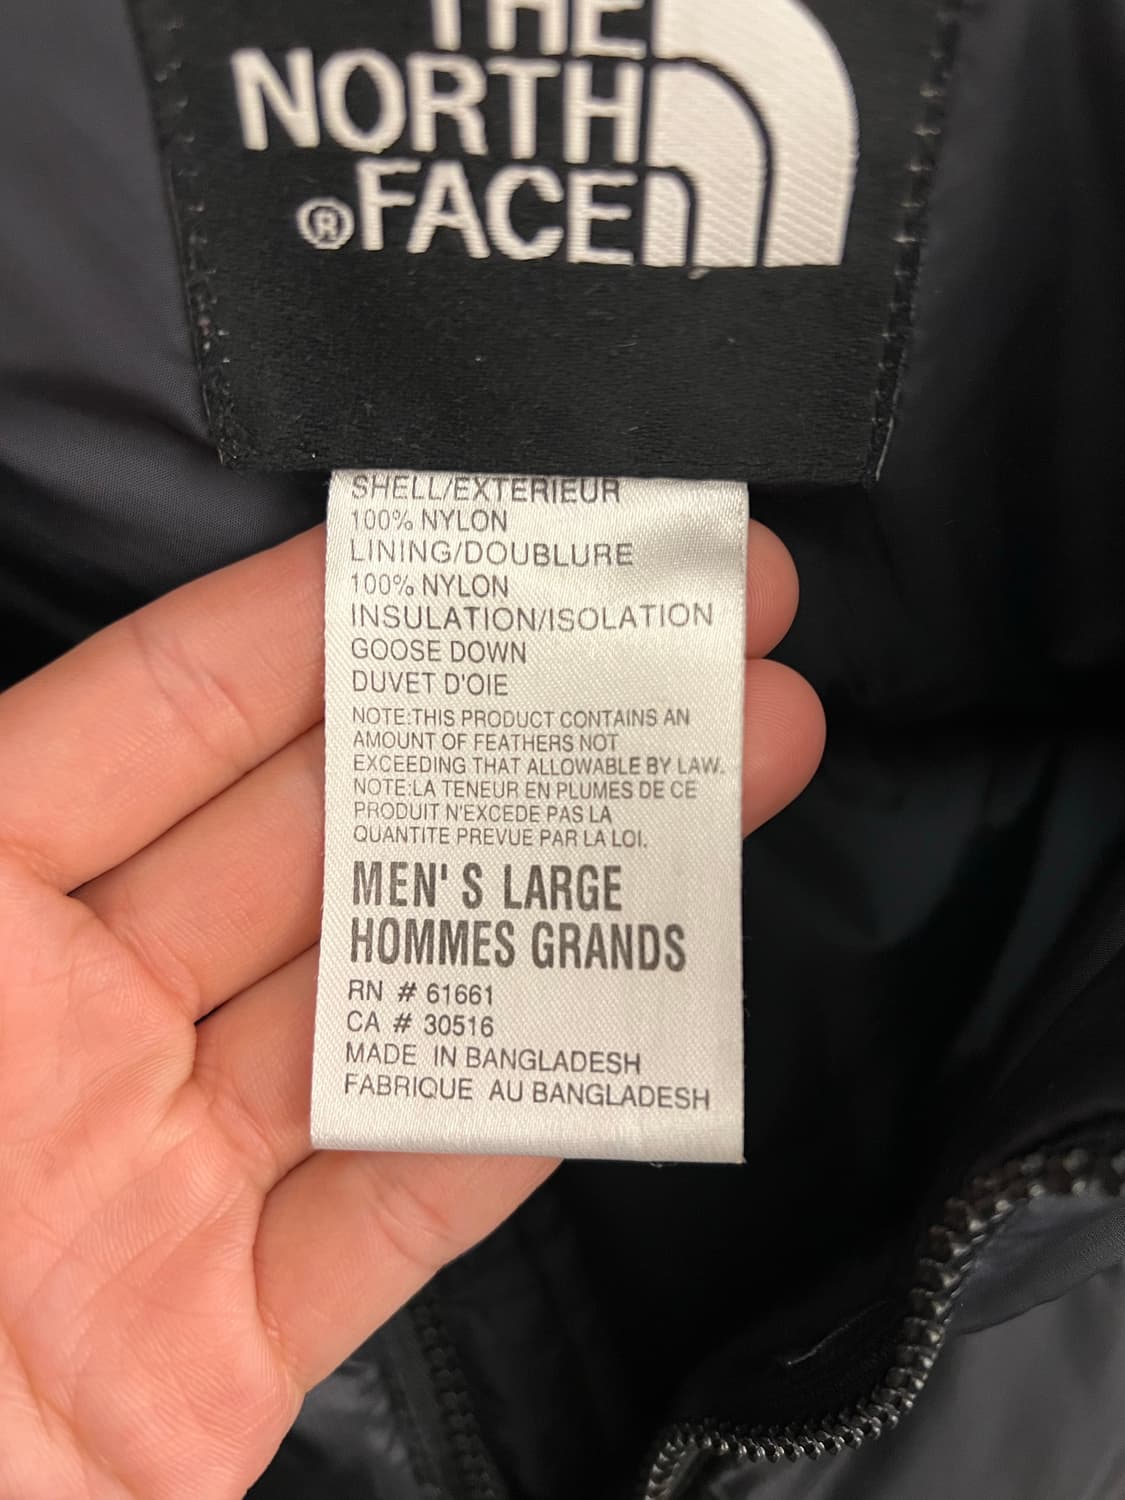 THE
NORTH
®FACE
SHELL/EXTERIEUR
100% NYLON
LINING/DOUBLURE
100% NYLON
INSULATION/ISOLATION
GOOSE DOWN
DUVET D'OIE
NOTE:THIS PRODUCT CONTAINS AN
AMOUNT OF FEATHERS NOT
EXCEEDING THAT ALLOWABLE BY LAW.
NOTE:LA TENEUR EN PLUMES DE CE
PRODUIT N'EXCEDE PAS LA
QUANTITE PREVUE PAR LA LOI.
MEN'S LARGE
HOMMES GRANDS
RN # 61661
CA # 30516
MADE IN BANGLADESH
FABRIQUE AU BANGLADESH